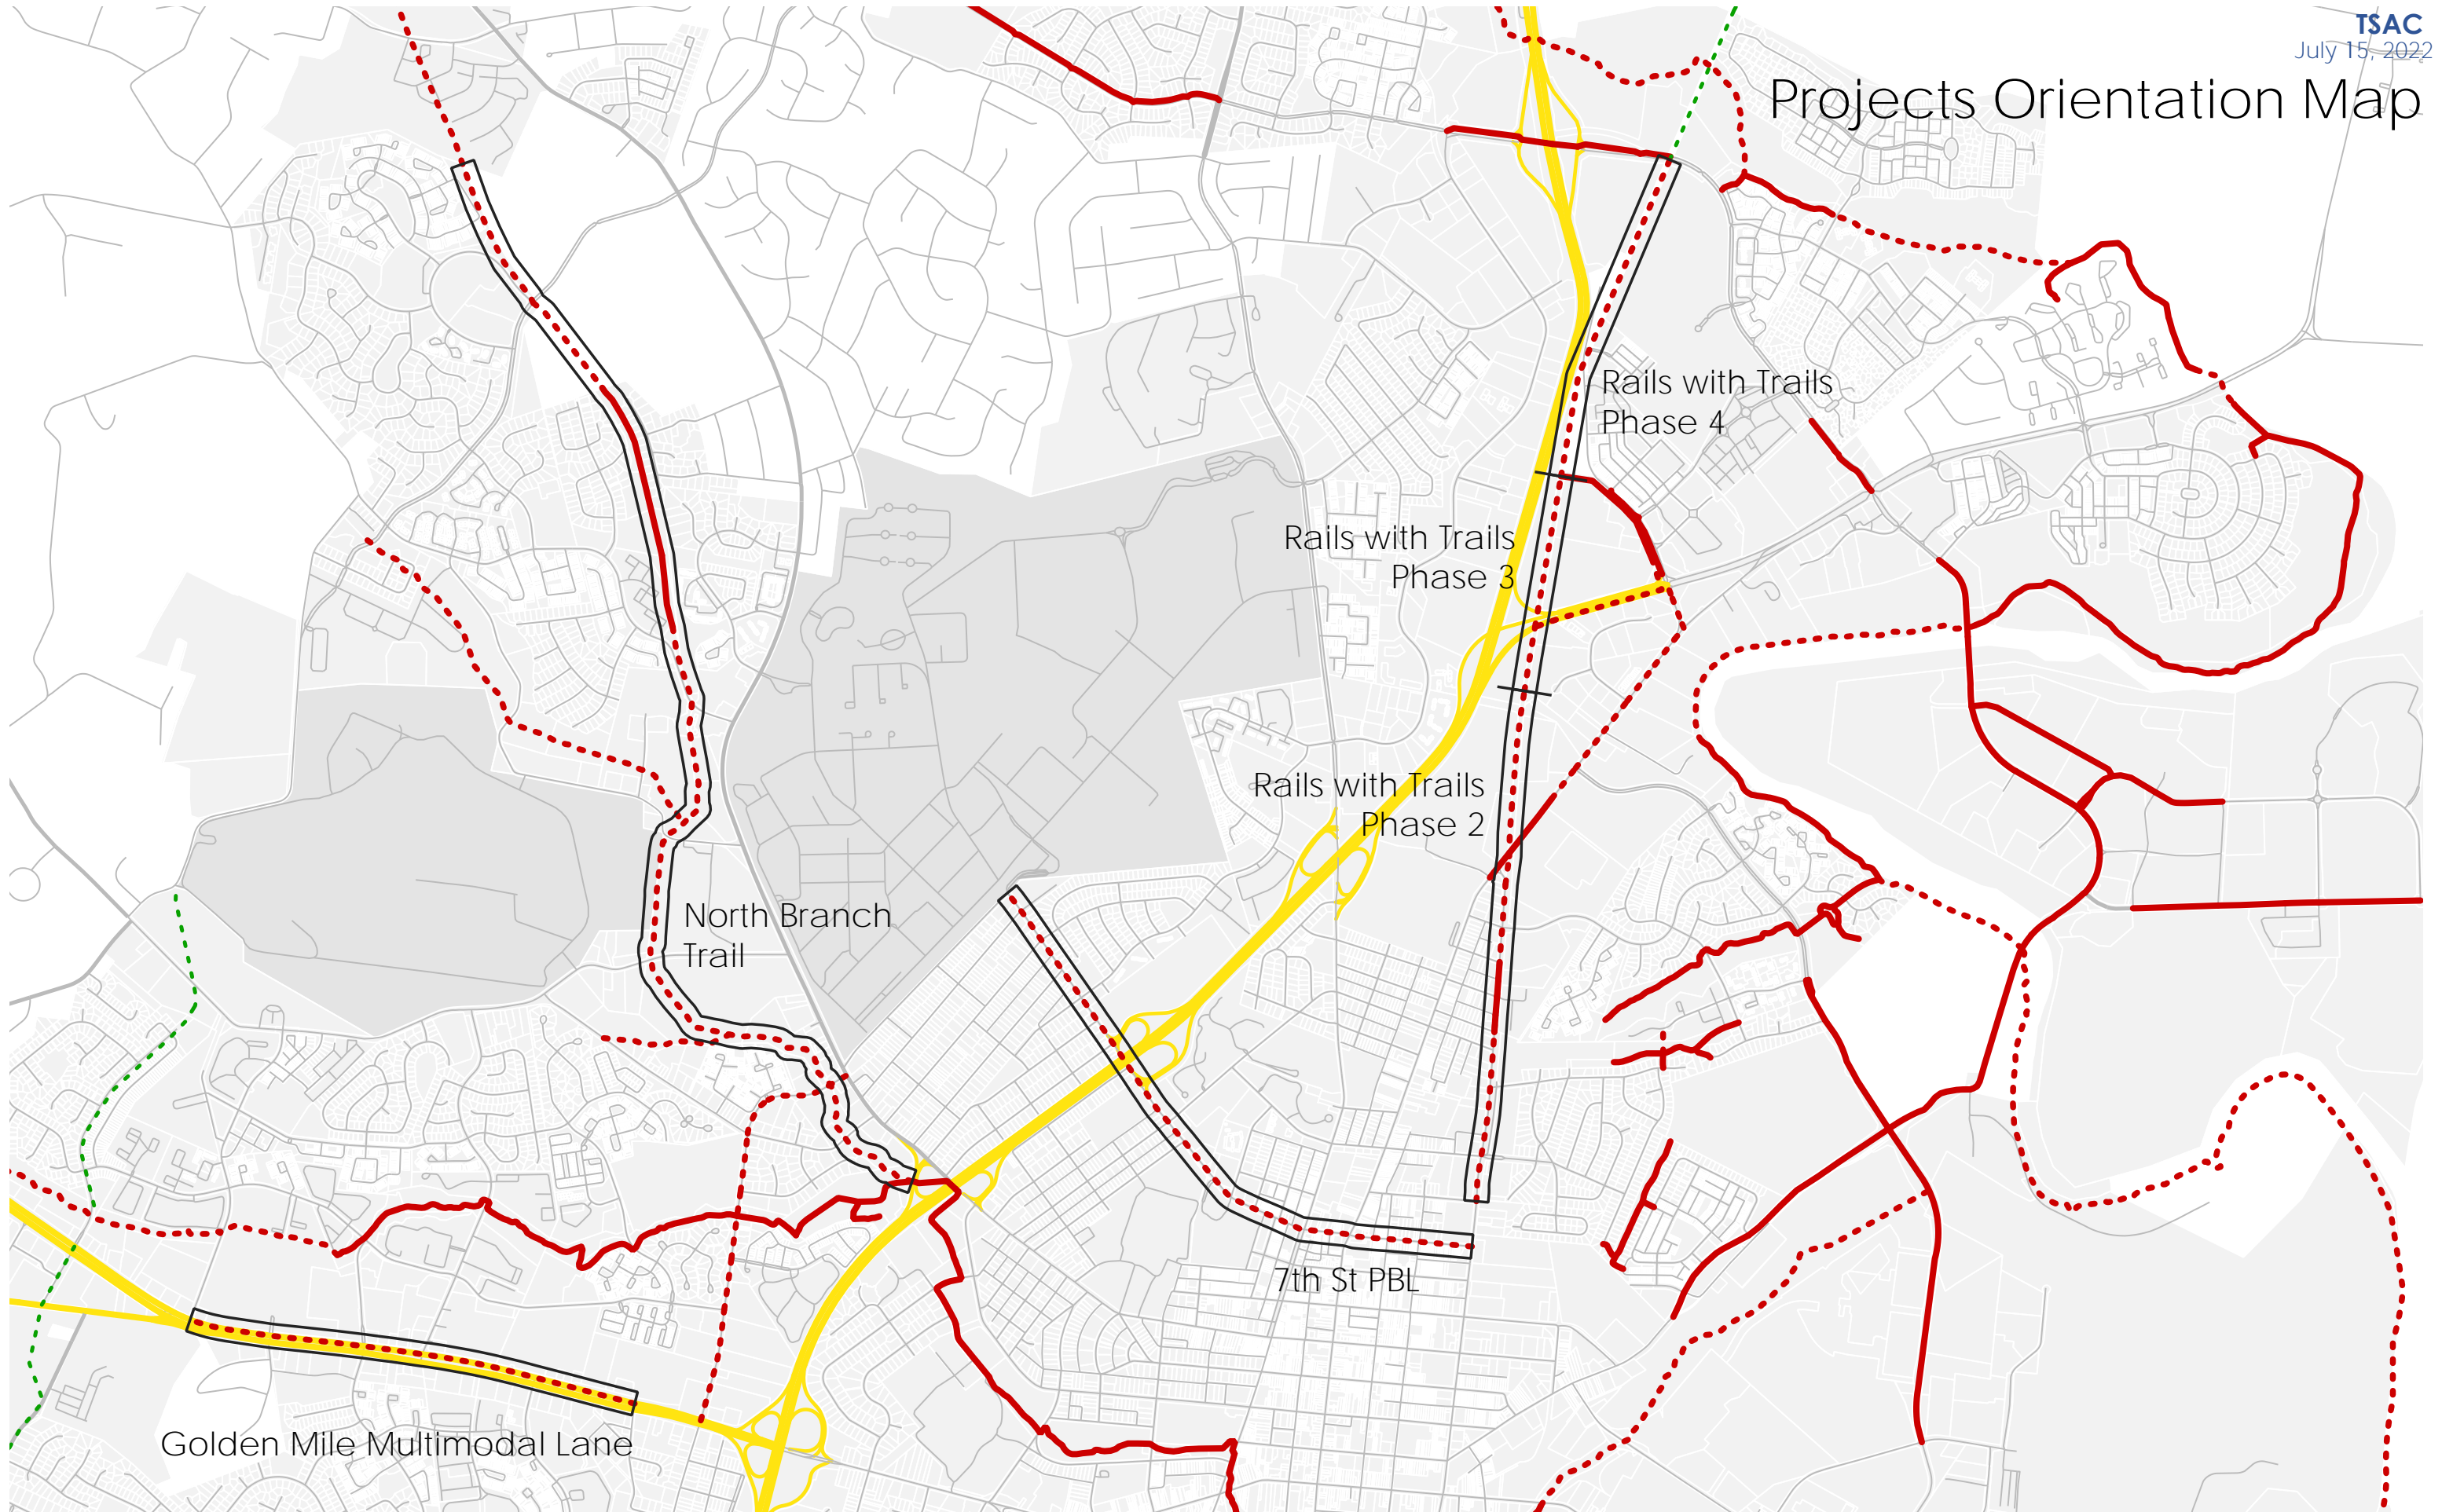 TSAC
July 15, 2022
Projects Orientation Map
Rails with Trails
Phase 4
Rails with Trails
Phase 3
Rails with Trails
Phase 2
North Branch
Trail
7th St PBL
Golden Mile Multimodal Lane